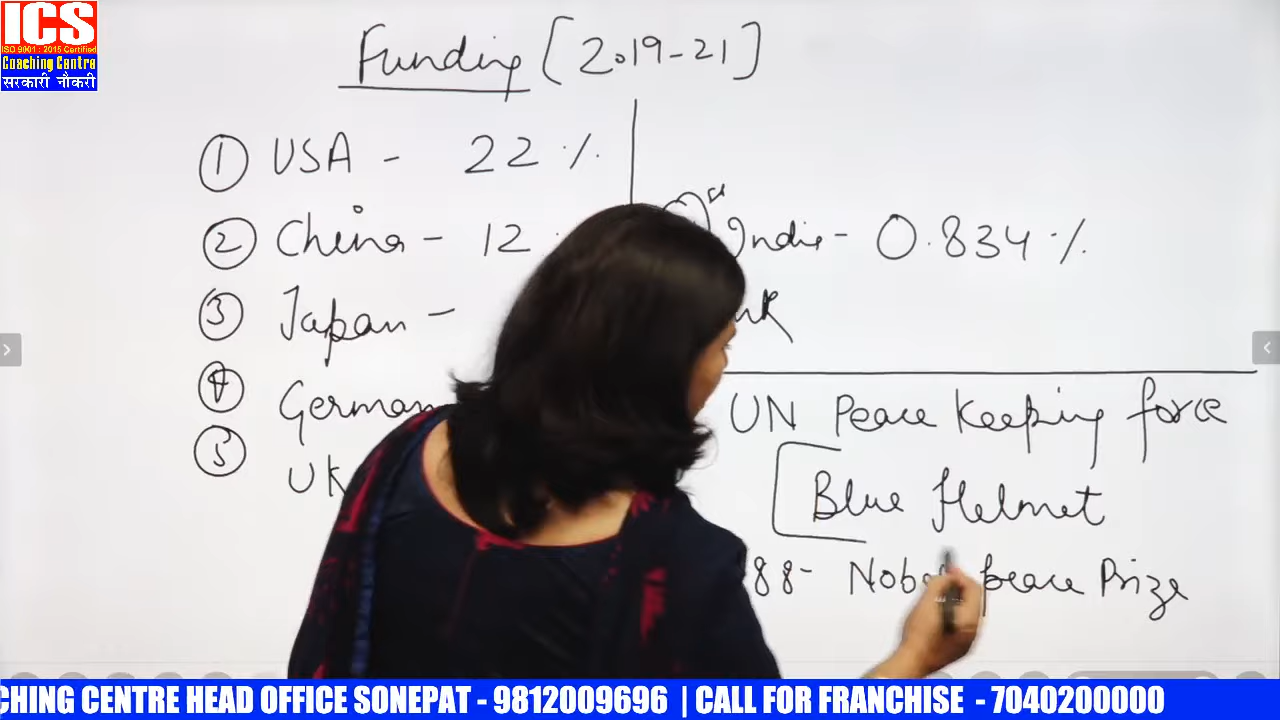 ICS
ISO 9001 : 2015 Certified
Coaching Centre
सरकारी नौकरी
Funding [2019-21]
① USA - 22 %
② China - 12
③ Japan -
④ German
⑤ UK
India - 0.834 %
UN Peace Keeping force
Blue Helmet
88- Nobel peace Prize
CHING CENTRE HEAD OFFICE SONEPAT - 9812009696 | CALL FOR FRANCHISE - 7040200000